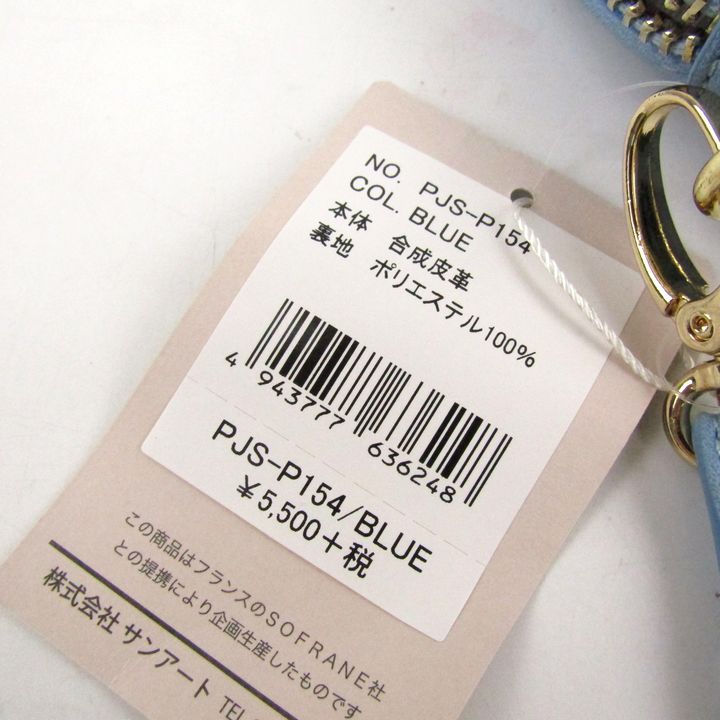 NO. PJS-P154
COL. BLUE
本体 合成皮革
裏地 ポリエステル100%
4 943777 636248
PJS-P154/BLUE
¥5,500+税
この商品はフランスのSOFRANE社
との提携により企画生産したものです
株式会社 サンアート TEL